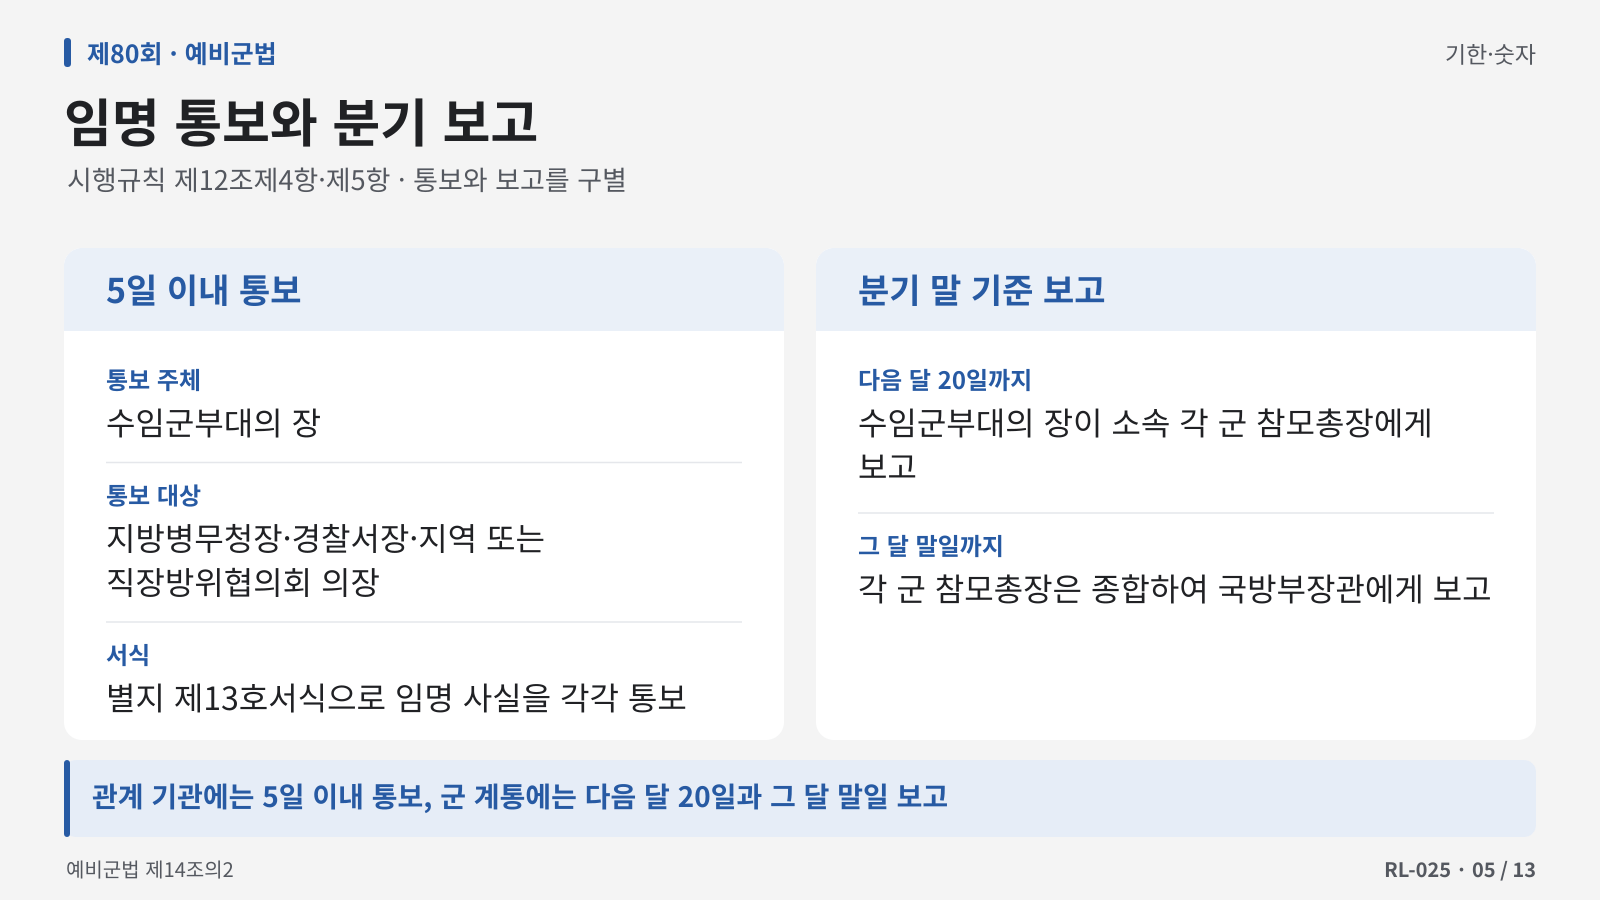 제80회 · 예비군법
기한·숫자
임명 통보와 분기 보고
시행규칙 제12조제4항·제5항 · 통보와 보고를 구별
5일 이내 통보
통보 주체
수임군부대의 장
통보 대상
지방병무청장·경찰서장·지역 또는
직장방위협의회 의장
서식
별지 제13호서식으로 임명 사실을 각각 통보
분기 말 기준 보고
다음 달 20일까지
수임군부대의 장이 소속 각 군 참모총장에게
보고
그 달 말일까지
각 군 참모총장은 종합하여 국방부장관에게 보고
관계 기관에는 5일 이내 통보, 군 계통에는 다음 달 20일과 그 달 말일 보고
예비군법 제14조의2
RL-025 · 05 / 13